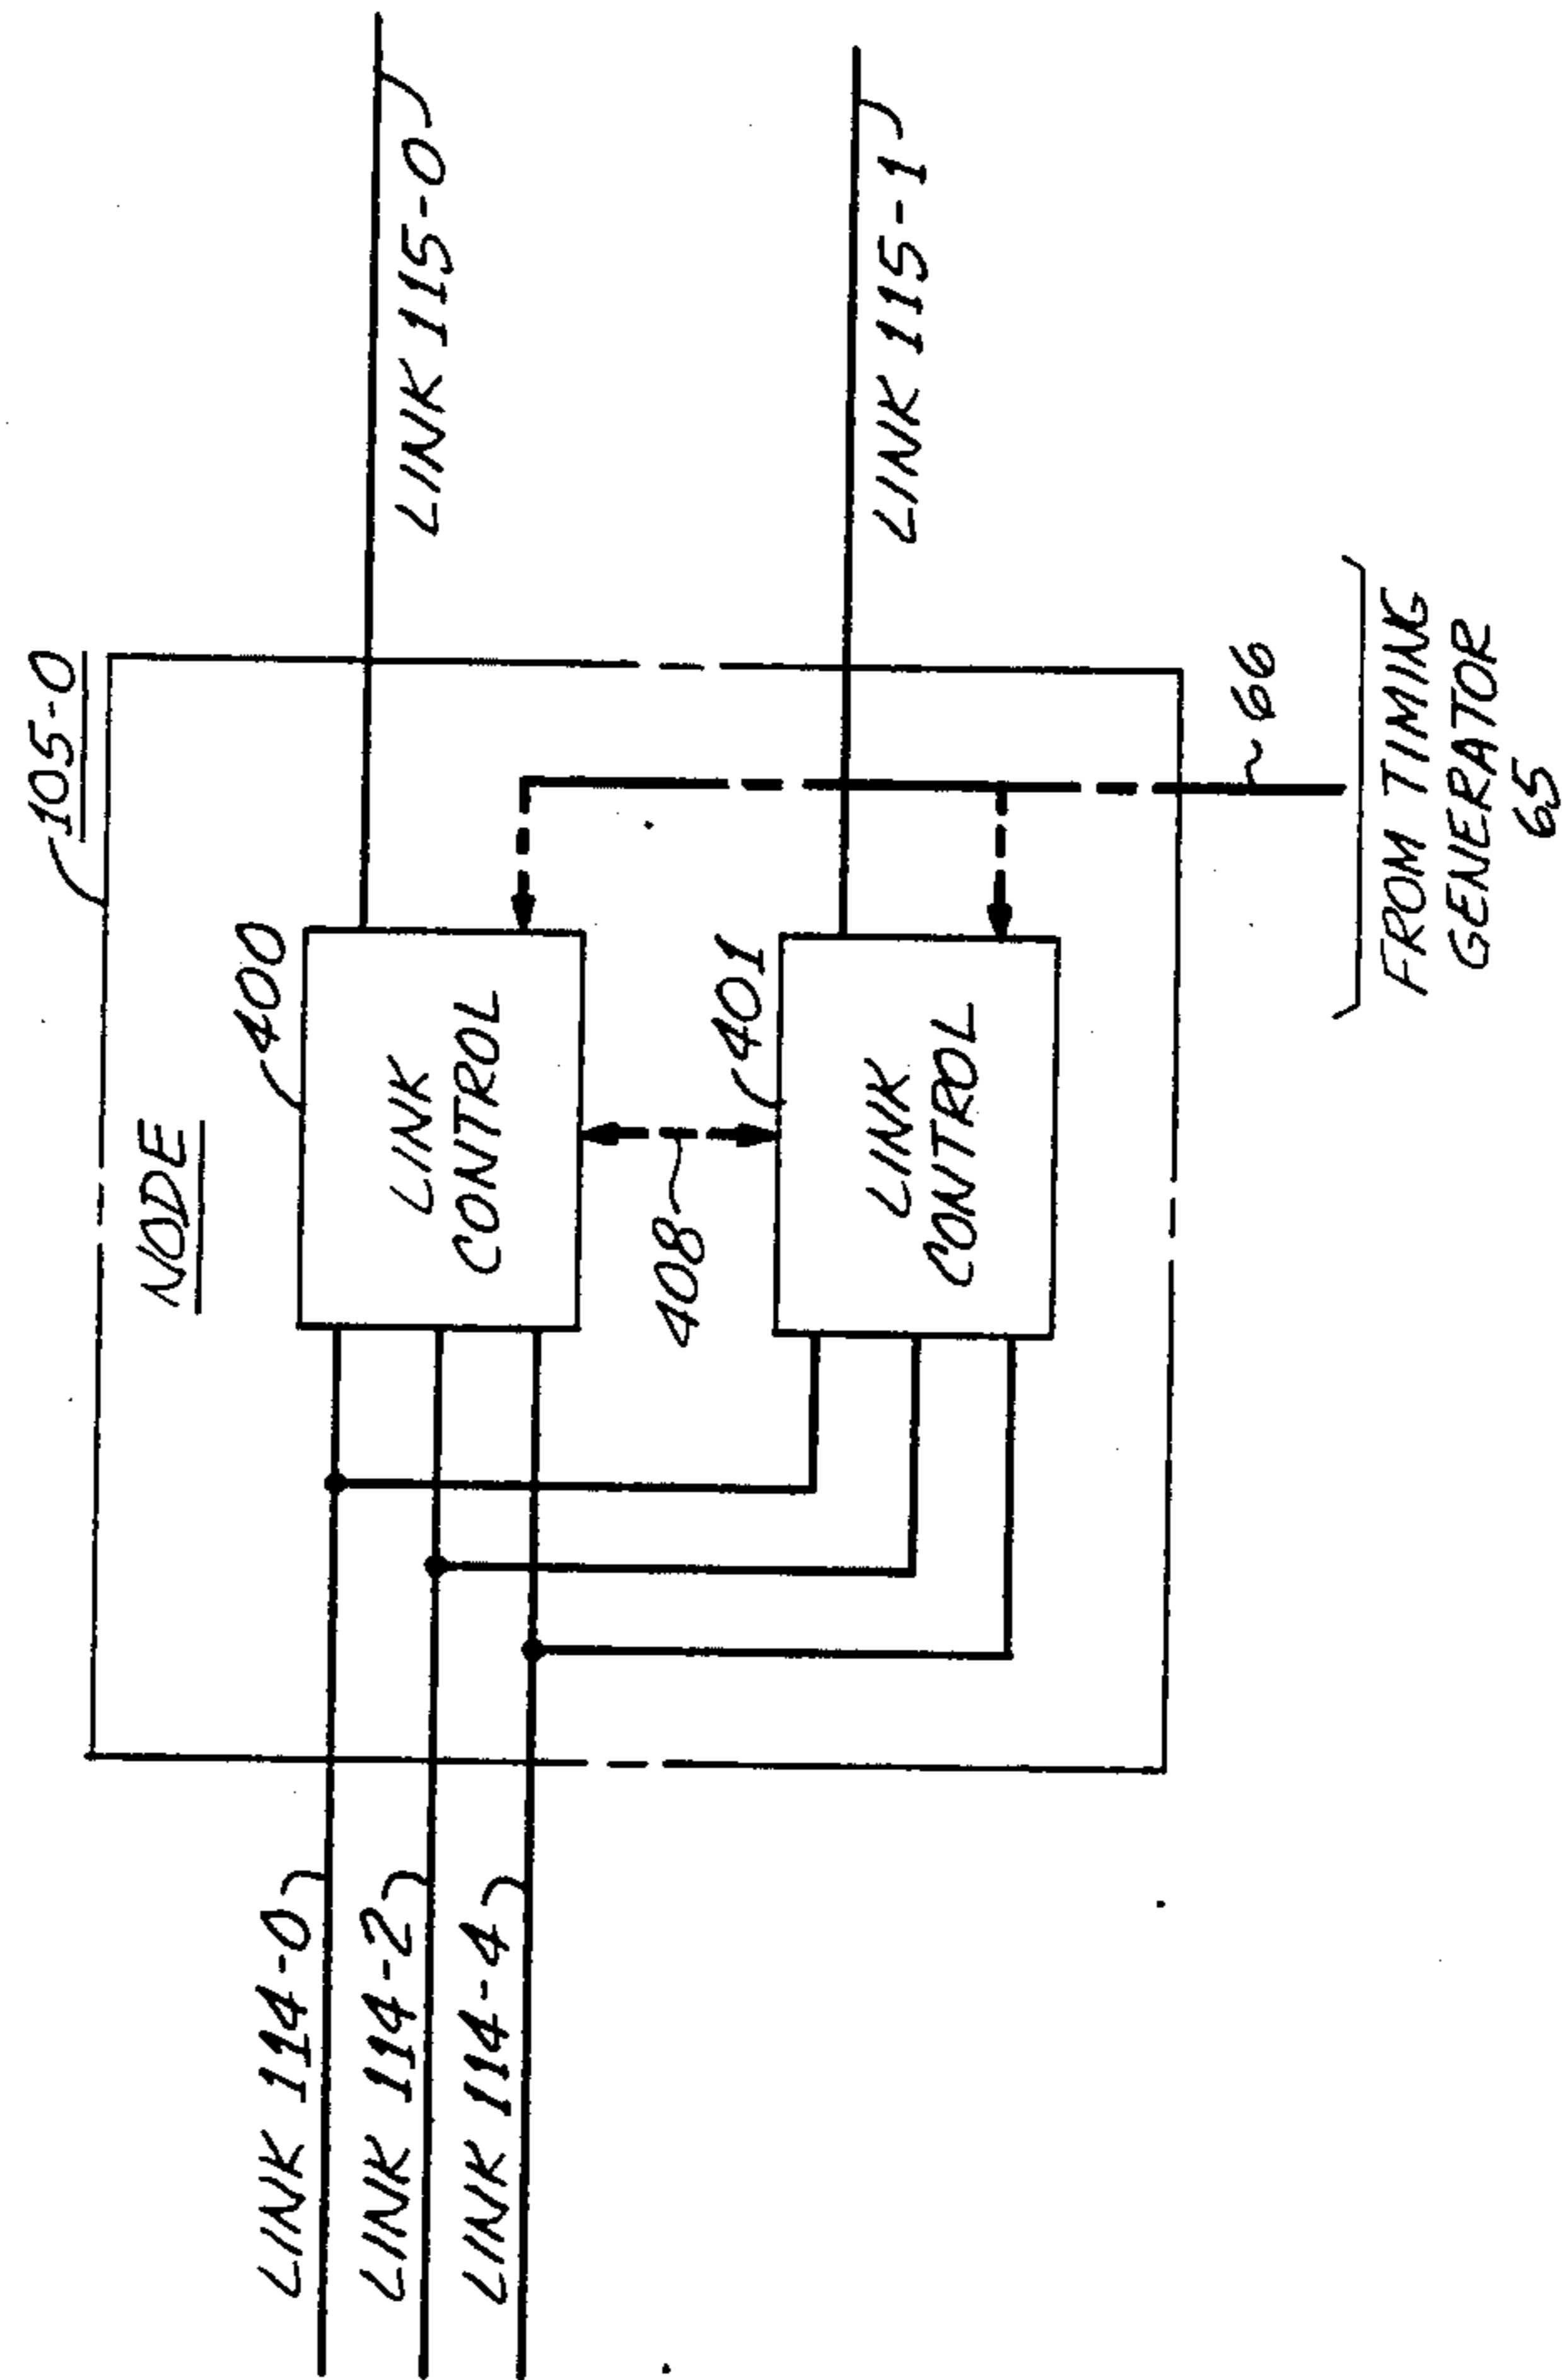 105-0
NODE
LINK 114-0
LINK 114-2
LINK 114-4
400
LINK
CONTROL
LINK 115-0
408
401
LINK
CONTROL
LINK 115-1
66
FROM TIMING
GENERATOR
65